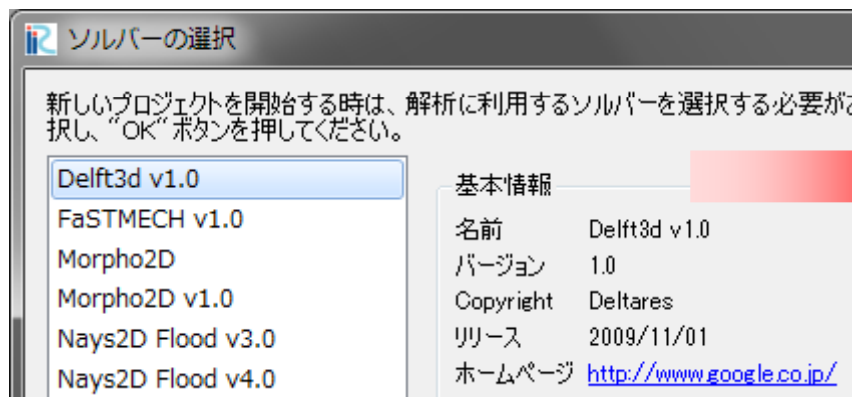 iRIC ソルバーの選択
新しいプロジェクトを開始する時は、解析に利用するソルバーを選択する必要が
択し、“OK”ボタンを押してください。
Delft3d v1.0
FaSTMECH v1.0
Morpho2D
Morpho2D v1.0
Nays2D Flood v3.0
Nays2D Flood v4.0
基本情報
名前 Delft3d v1.0
バージョン 1.0
Copyright Deltares
リリース 2009/11/01
ホームページ http://www.google.co.jp/